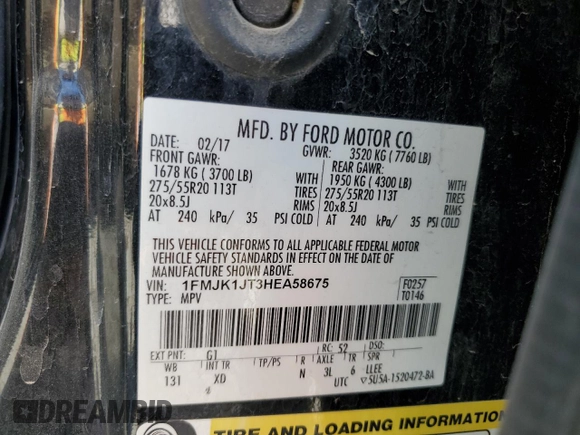 MFD. BY FORD MOTOR CO.
DATE: 02/17 GVWR: 3520 KG ( 7760 LB)
FRONT GAWR: REAR GAWR:
1678 KG ( 3700 LB) WITH 1950 KG ( 4300 LB) WITH
275/55R20 113T TIRES 275/55R20 113T TIRES
20x8.5J RIMS 20x8.5J RIMS
AT 240 kPa/ 35 PSI COLD AT 240 kPa/ 35 PSI COLD
THIS VEHICLE CONFORMS TO ALL APPLICABLE FEDERAL MOTOR
VEHICLE SAFETY STANDARDS IN EFFECT ON THE DATE OF
MANUFACTURE SHOWN ABOVE.
VIN: 1FMJK1JT3HEA58675 F0257
TYPE: MPV T0146
EXT PNT: G1 RC: 52 DSO:
WB INT TR TP/PS R AXLE TR SPR
131 XD N 3L 6 LLEE
UTC ▽5U5A-1520472-BA
TIRE AND LOADING INFORMATION
DREAMBID